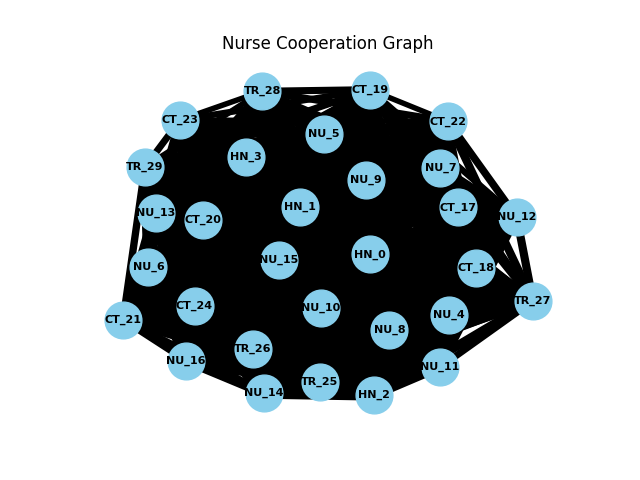 Nurse Cooperation Graph
TR_28
CT_19
CT_23
CT_22
NU_5
HN_3
TR_29
NU_7
NU_9
NU_13
CT_20
HN_1
CT_17
NU_12
NU_15
HN_0
NU_6
CT_18
TR_27
CT_24
NU_10
NU_4
CT_21
NU_8
TR_26
NU_16
NU_11
TR_25
NU_14
HN_2